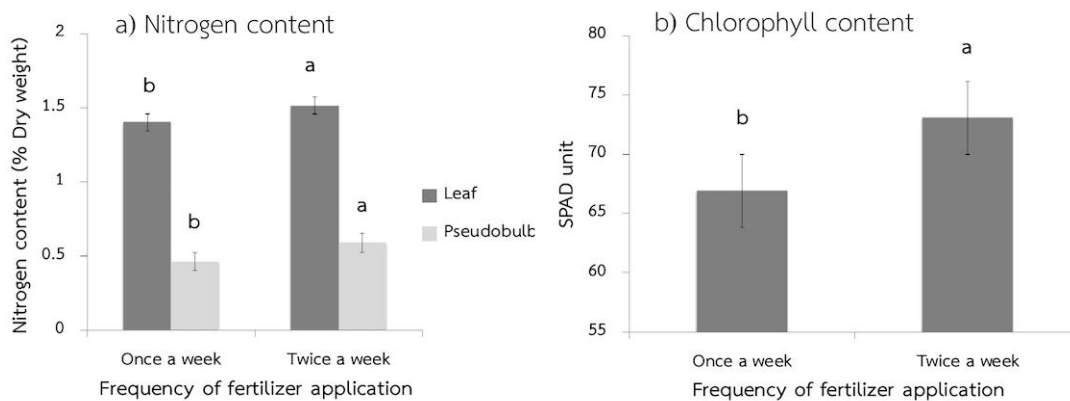 a) Nitrogen content
Nitrogen content (% Dry weight)
2
1.5
1
0.5
0
b
a
b
a
Leaf
Pseudobulb
Once a week
Twice a week
Frequency of fertilizer application
b) Chlorophyll content
SPAD unit
80
75
70
65
60
55
b
a
Once a week
Twice a week
Frequency of fertilizer application